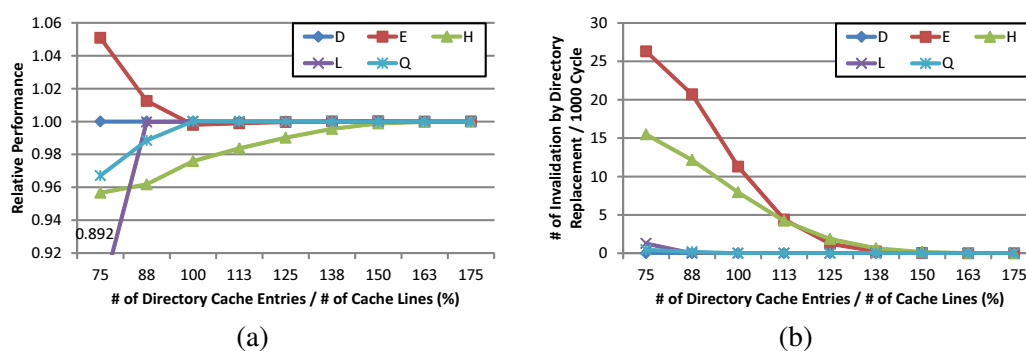 1.06
1.04
1.02
1.00
0.98
0.96
0.94
0.92
Relative Performance
D E H
L Q
0.892
75 88 100 113 125 138 150 163 175
# of Directory Cache Entries / # of Cache Lines (%)
(a)
30
25
20
15
10
5
0
# of Invalidation by Directory
Replacement / 1000 Cycle
D E H
L Q
75 88 100 113 125 138 150 163 175
# of Directory Cache Entries / # of Cache Lines (%)
(b)